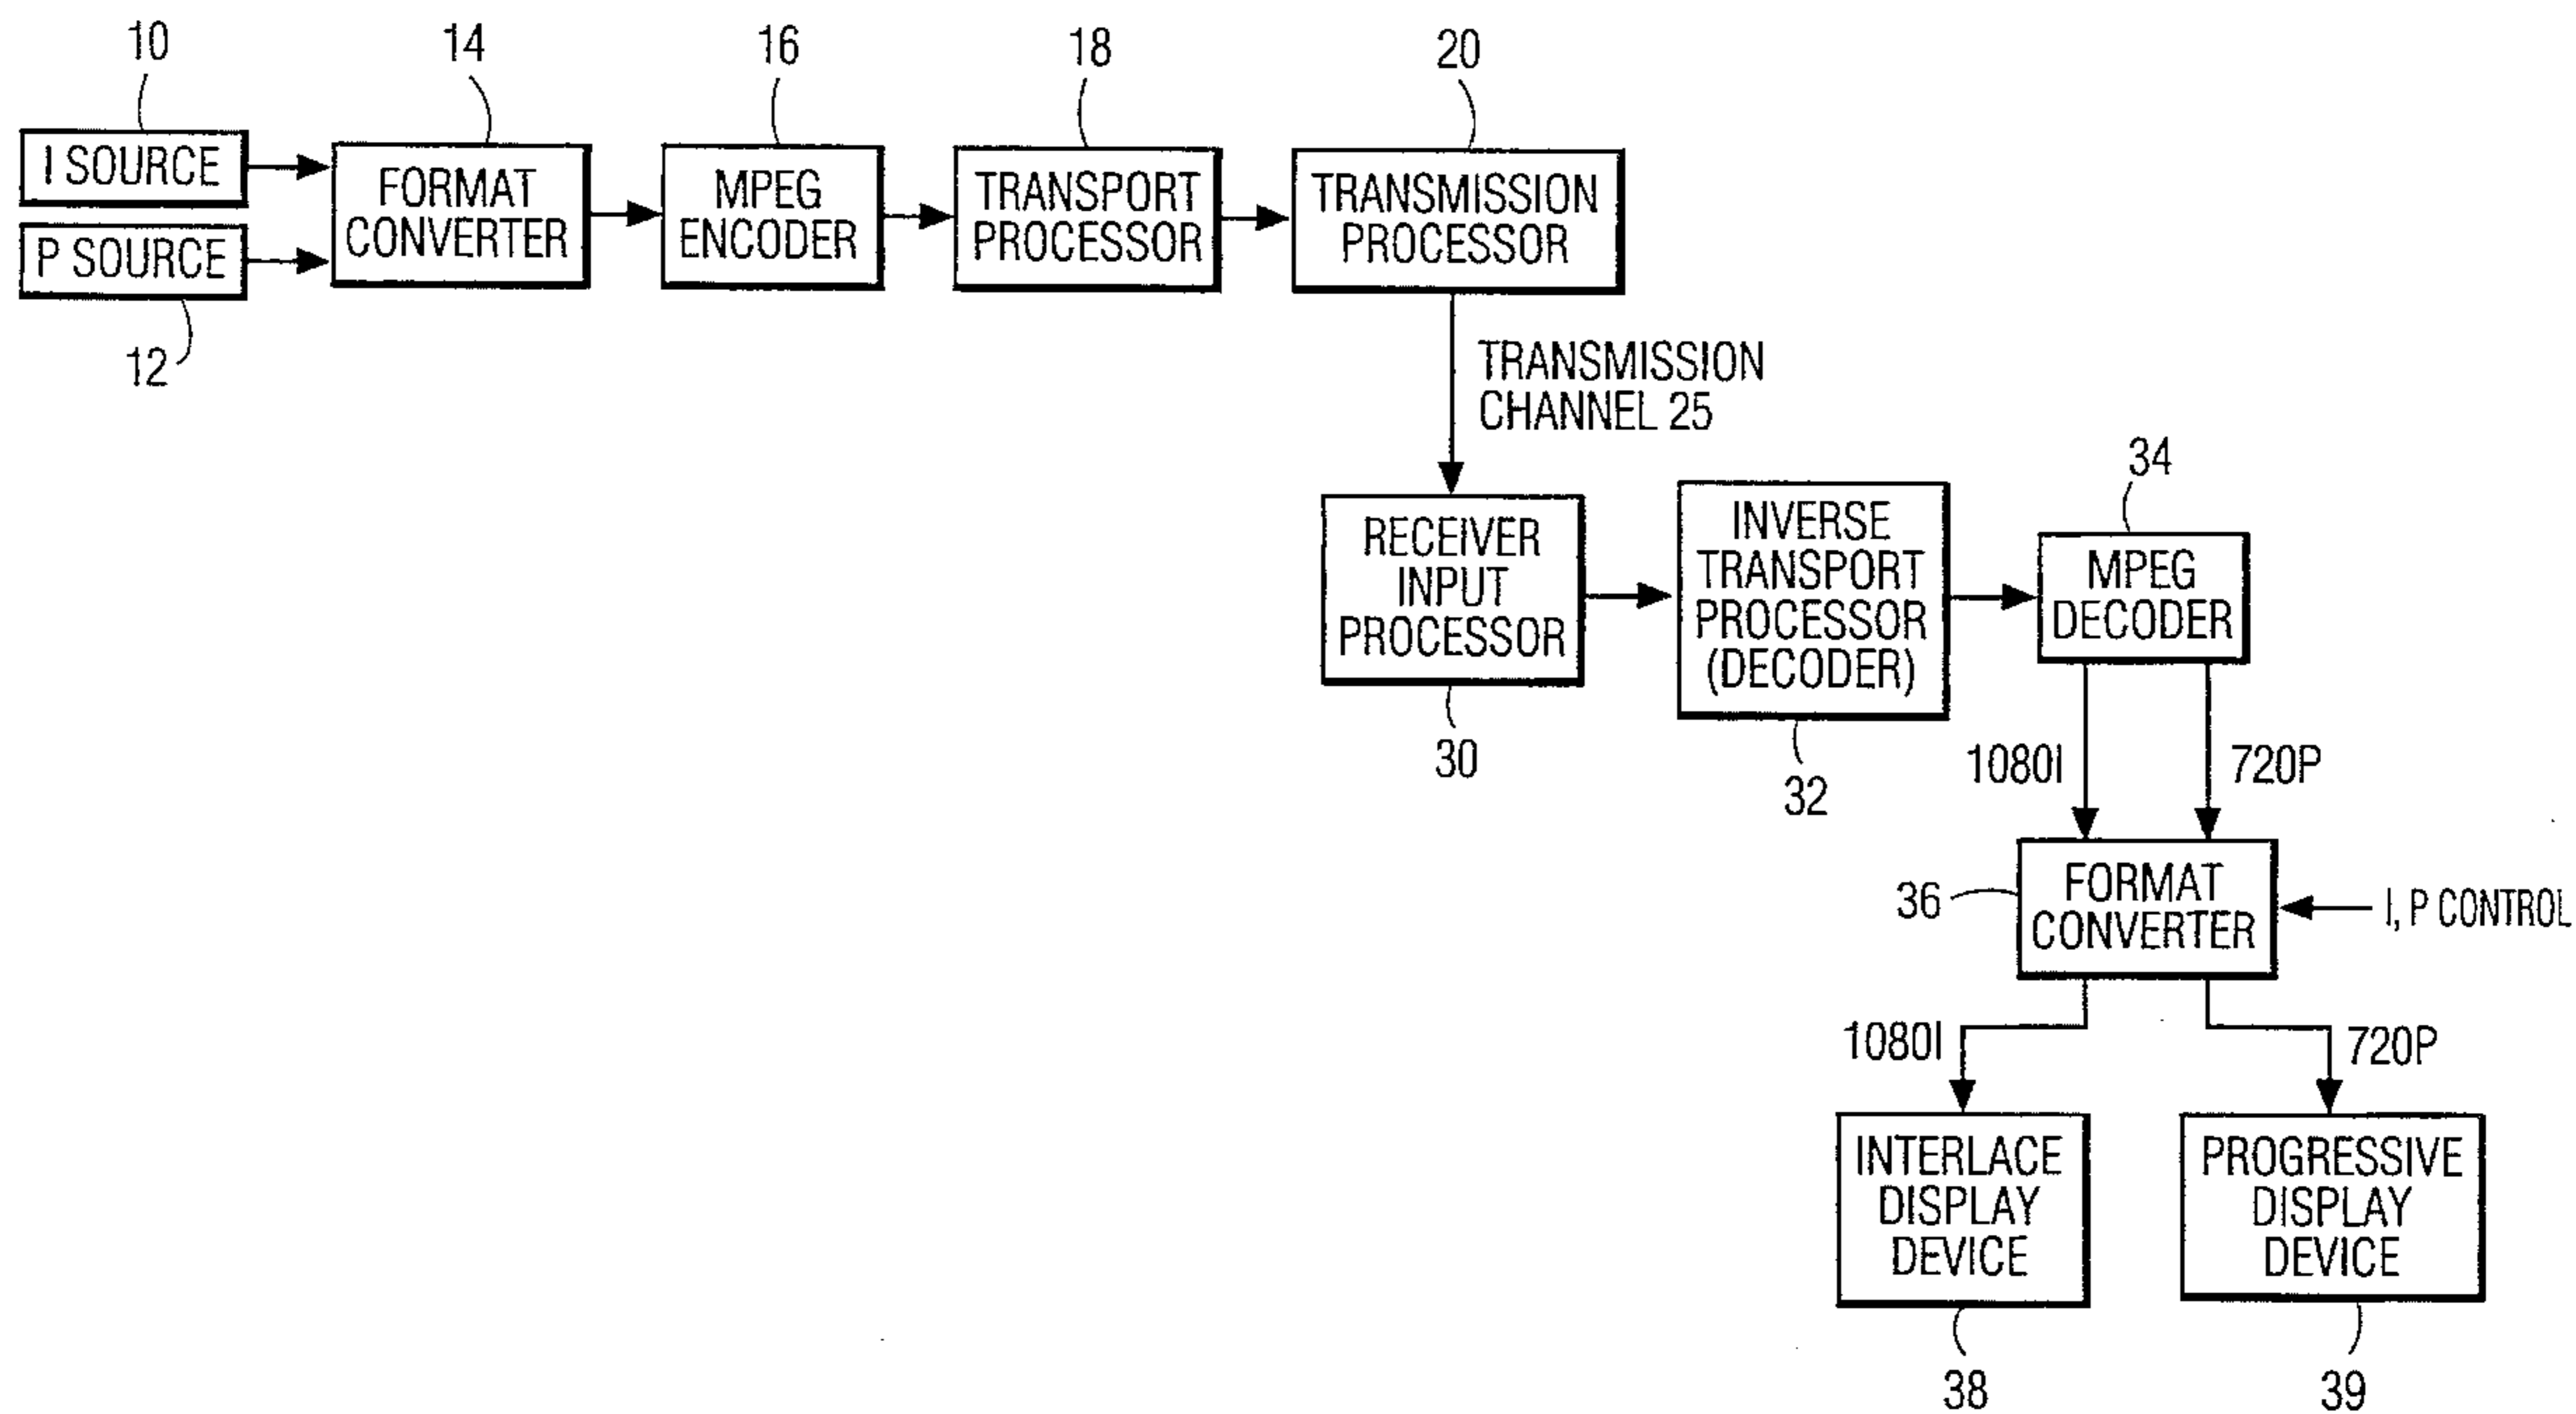 10
14
16
18
20
I SOURCE
P SOURCE
12
FORMAT
CONVERTER
MPEG
ENCODER
TRANSPORT
PROCESSOR
TRANSMISSION
PROCESSOR
TRANSMISSION
CHANNEL 25
RECEIVER
INPUT
PROCESSOR
30
INVERSE
TRANSPORT
PROCESSOR
(DECODER)
32
34
MPEG
DECODER
1080I
720P
36
FORMAT
CONVERTER
I, P CONTROL
1080I
720P
INTERLACE
DISPLAY
DEVICE
38
PROGRESSIVE
DISPLAY
DEVICE
39